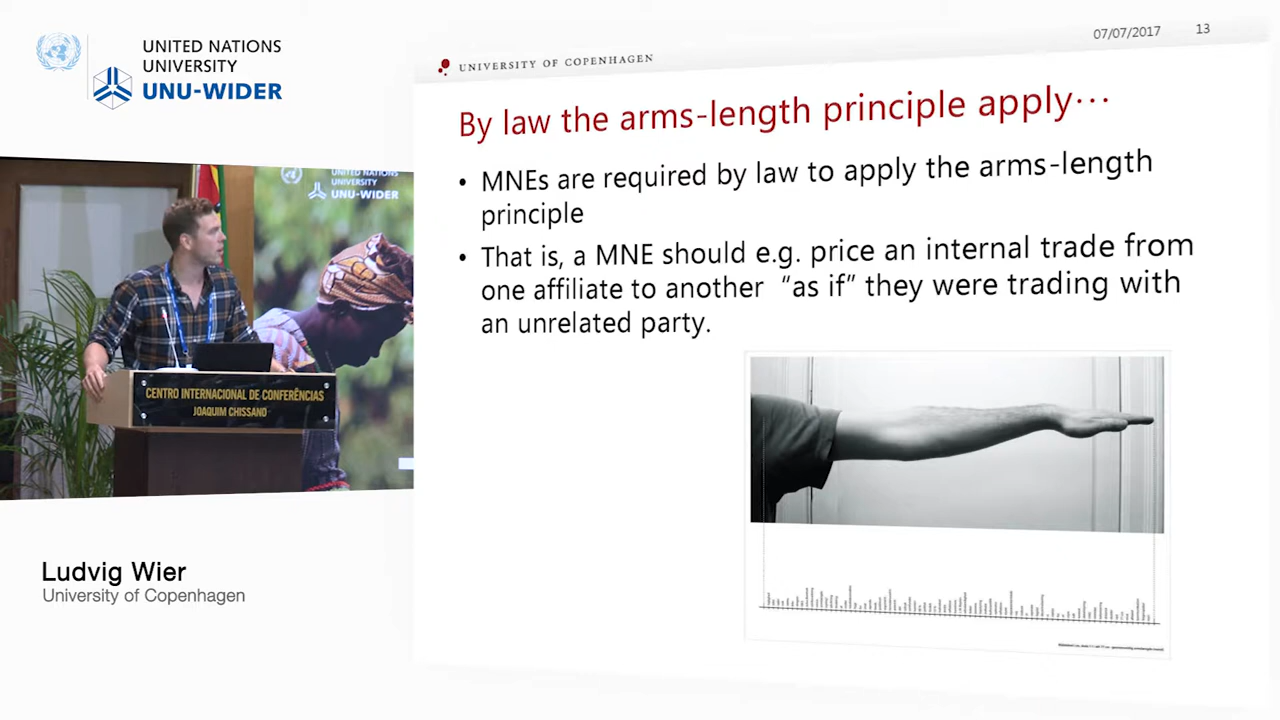 UNITED NATIONS
UNIVERSITY
UNU-WIDER
07/07/2017
13
UNIVERSITY OF COPENHAGEN
By law the arms-length principle apply…
• MNEs are required by law to apply the arms-length
principle
• That is, a MNE should e.g. price an internal trade from
one affiliate to another “as if” they were trading with
an unrelated party.
UNITED NATIONS
UNIVERSITY
UNU-WIDER
CENTRO INTERNACIONAL DE CONFERÊNCIAS
JOAQUIM CHISSANO
Ludvig Wier
University of Copenhagen